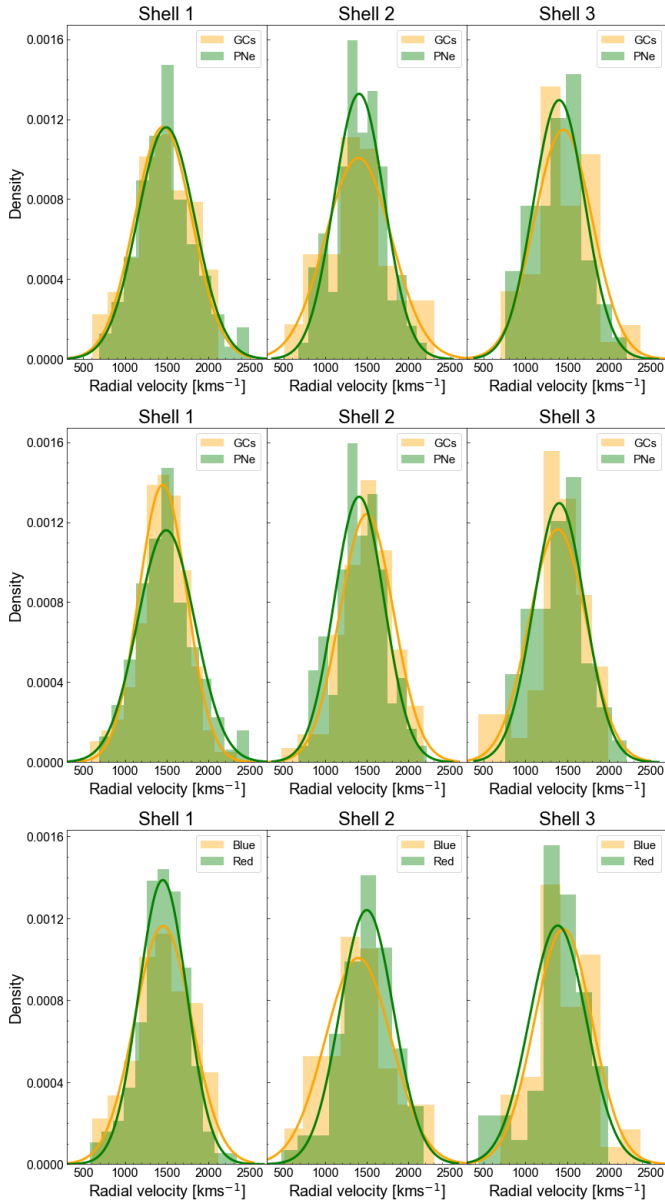 Shell 1 Shell 2 Shell 3
GCs GCs GCs
PNe PNe PNe
Density
0.0016
0.0012
0.0008
0.0004
0.0000
500 1000 1500 2000 2500 500 1000 1500 2000 2500 500 1000 1500 2000 2500
Radial velocity [kms⁻¹] Radial velocity [kms⁻¹] Radial velocity [kms⁻¹]
Shell 1 Shell 2 Shell 3
GCs GCs GCs
PNe PNe PNe
Density
0.0016
0.0012
0.0008
0.0004
0.0000
500 1000 1500 2000 2500 500 1000 1500 2000 2500 500 1000 1500 2000 2500
Radial velocity [kms⁻¹] Radial velocity [kms⁻¹] Radial velocity [kms⁻¹]
Shell 1 Shell 2 Shell 3
Blue Blue Blue
Red Red Red
Density
0.0016
0.0012
0.0008
0.0004
0.0000
500 1000 1500 2000 2500 500 1000 1500 2000 2500 500 1000 1500 2000 2500
Radial velocity [kms⁻¹] Radial velocity [kms⁻¹] Radial velocity [kms⁻¹]